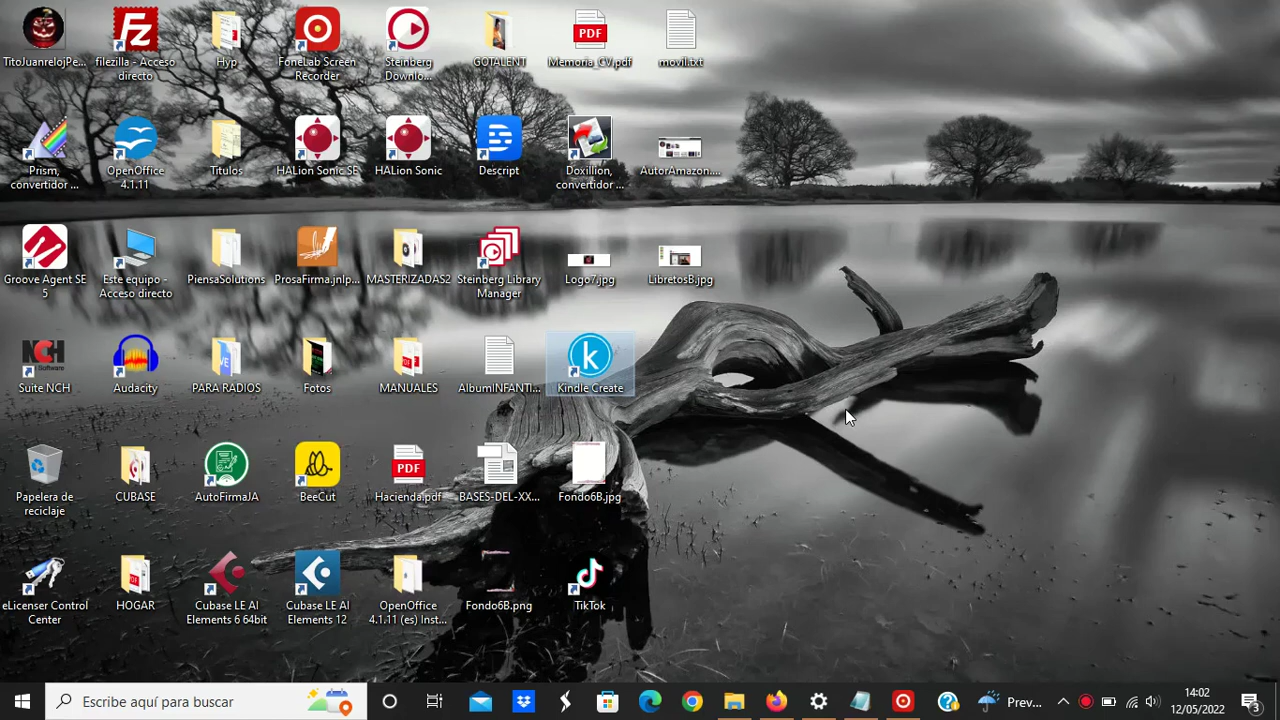 TitoJuanrelojPe...
filezilla - Acceso
directo
Hyp
FoneLab Screen
Recorder
Steinberg
Downlo...
GOTALENT
PDF
Memoria_CV.pdf
movil.txt
Prism,
convertidor ...
OpenOffice
4.1.11
Titulos
HALion Sonic SE
HALion Sonic
Descript
Doxillion,
convertidor ...
AutorAmazon....
Groove Agent SE
5
Este equipo -
Acceso directo
PiensaSolutions
ProsaFirma.jnlp...
MASTERIZADAS2
Steinberg Library
Manager
Logo7.jpg
LibretosB.jpg
NCH
Software
Suite NCH
Audacity
PARA RADIOS
Fotos
MANUALES
AlbumINFANTI...
k
Kindle Create
Papelera de
reciclaje
CUBASE
AutoFirmaJA
BeeCut
PDF
Hacienda.pdf
BASES-DEL-XX...
Fondo6B.jpg
eLicenser Control
Center
HOGAR
Cubase LE AI
Elements 6 64bit
Cubase LE AI
Elements 12
OpenOffice
4.1.11 (es) Inst...
Fondo6B.png
TikTok
Escribe aquí para buscar
Prev...
14:02
12/05/2022
3